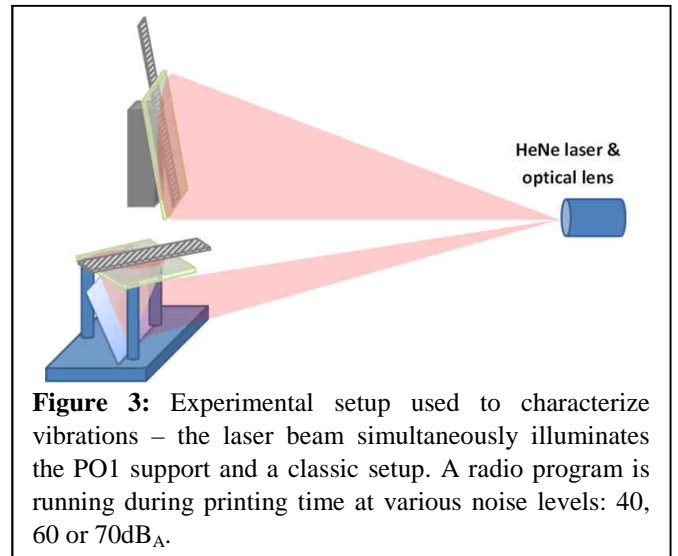 HeNe laser &
optical lens
Figure 3: Experimental setup used to characterize
vibrations – the laser beam simultaneously illuminates
the PO1 support and a classic setup. A radio program is
running during printing time at various noise levels: 40,
60 or 70dBA.